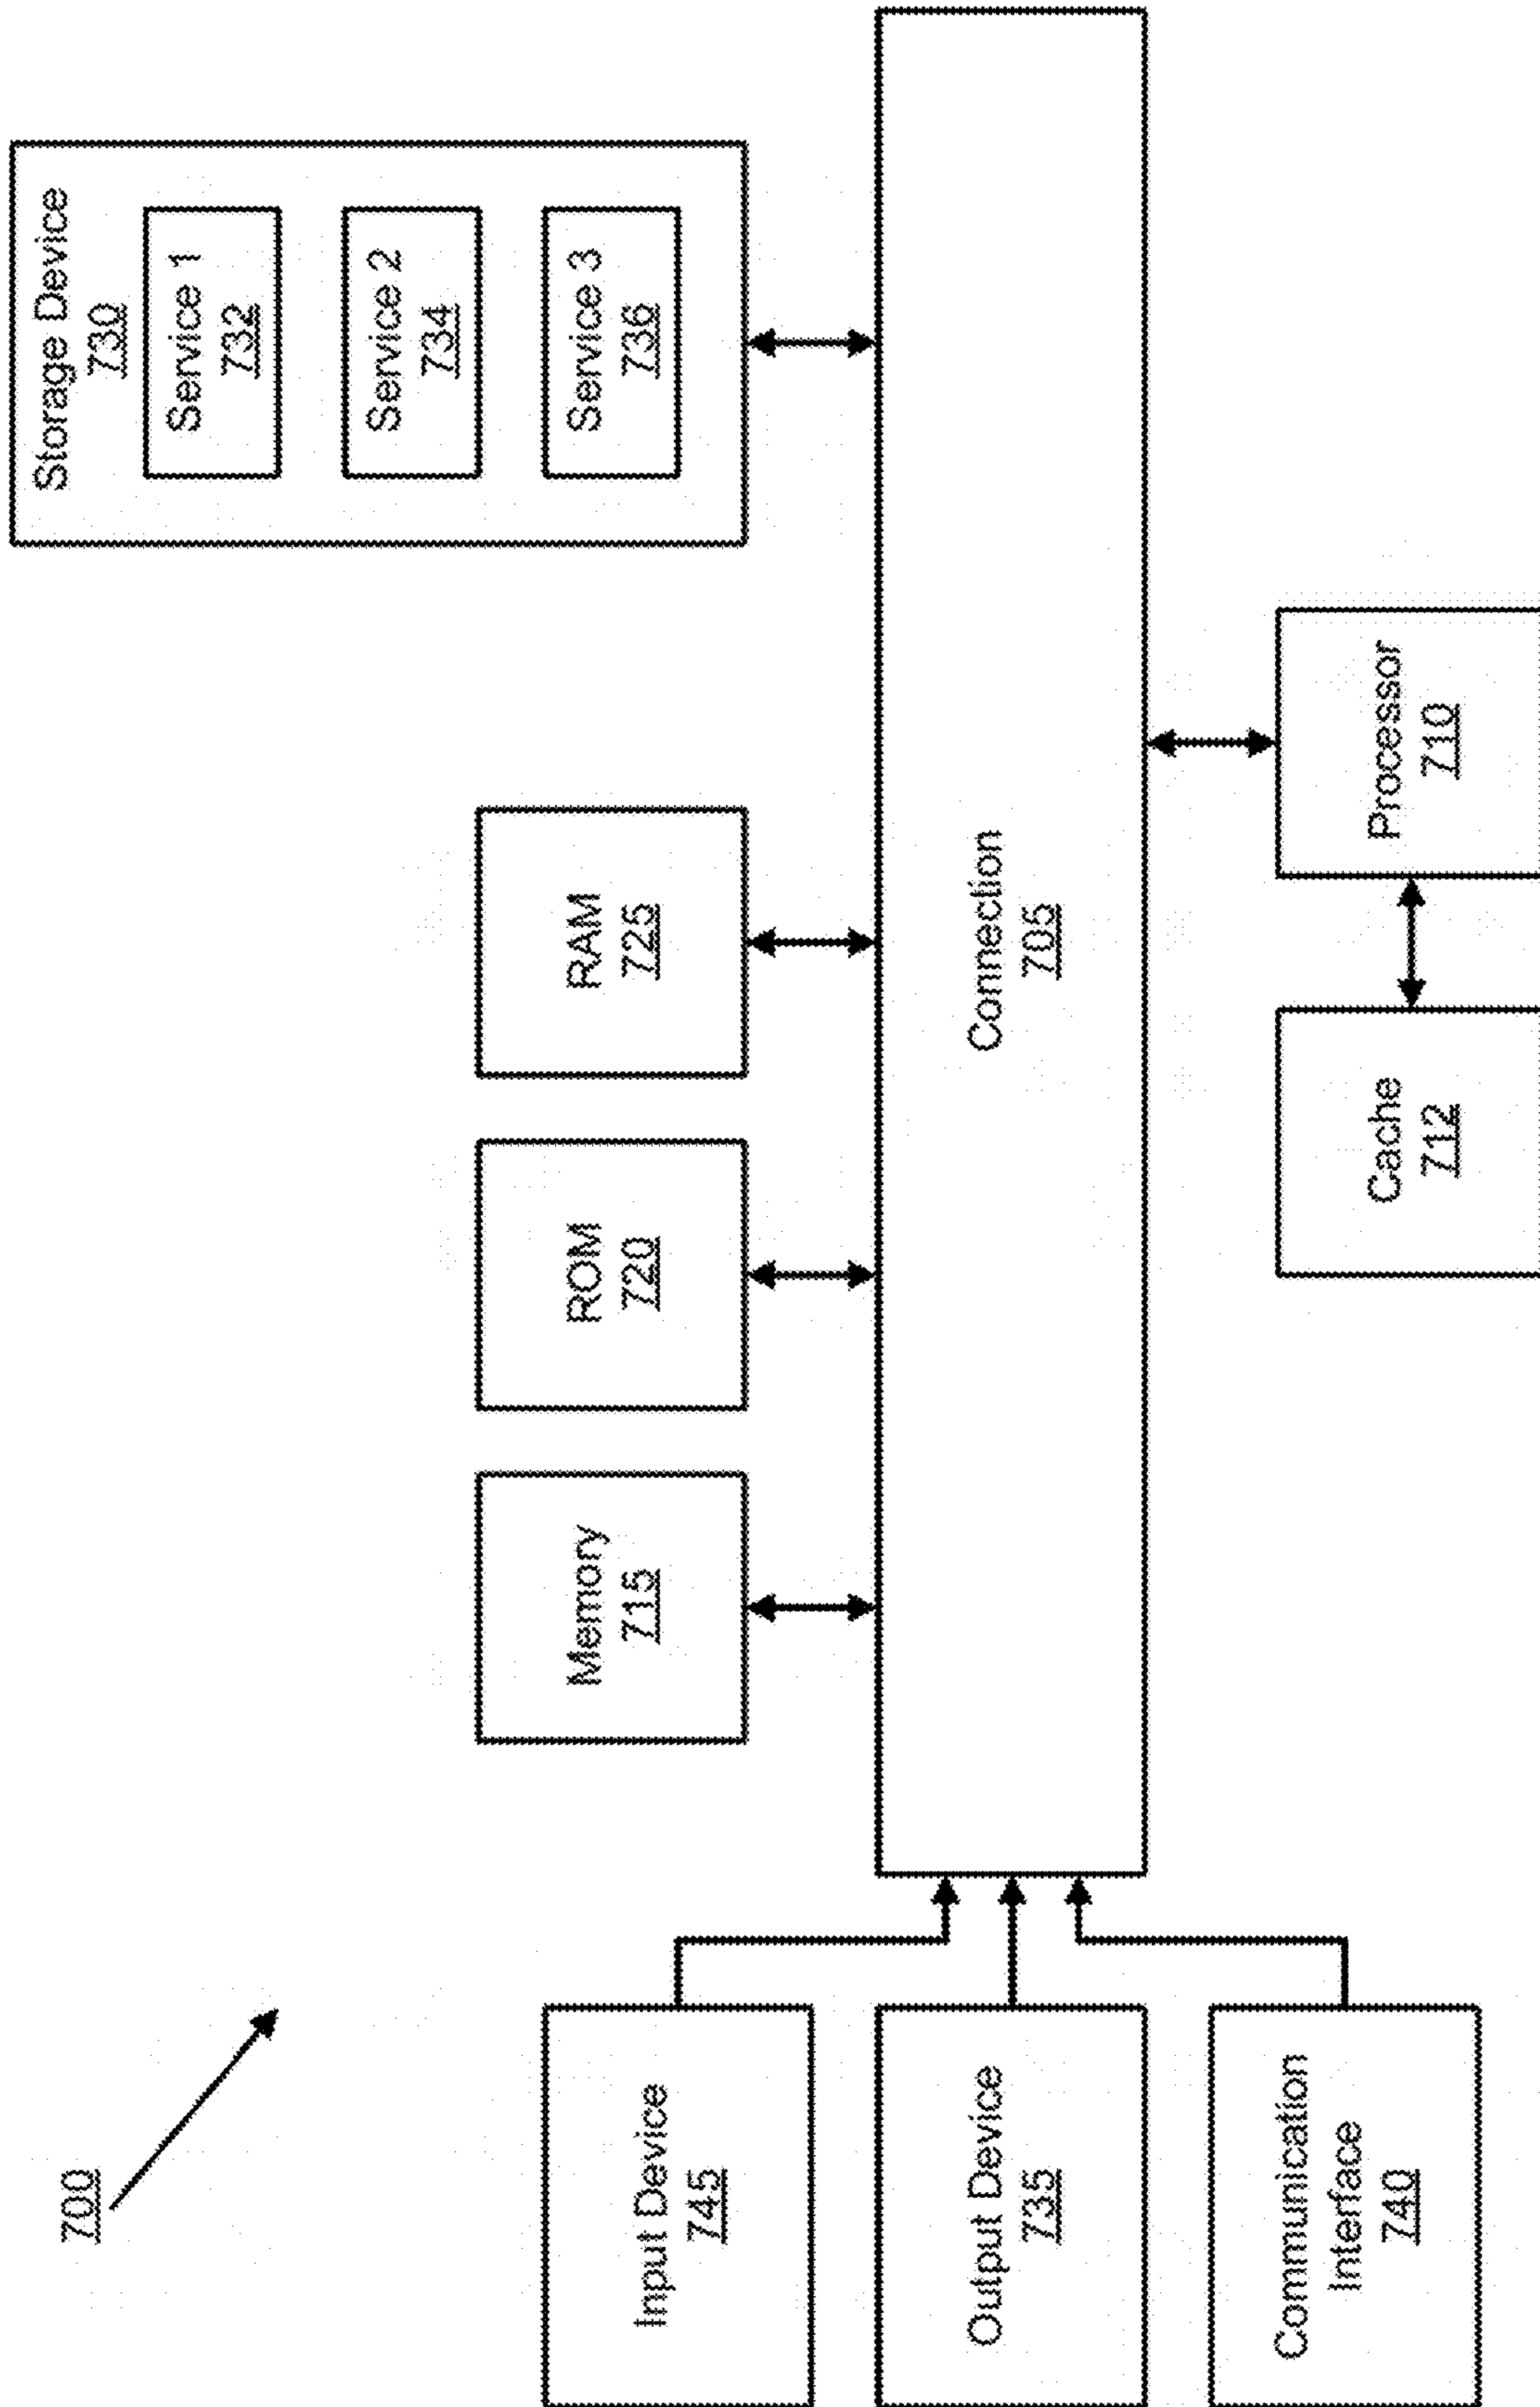 700
Input Device
745
Output Device
735
Communication
Interface
740
Memory
715
ROM
720
RAM
725
Storage Device
730
Service 1
732
Service 2
734
Service 3
736
Connection
705
Cache
712
Processor
710